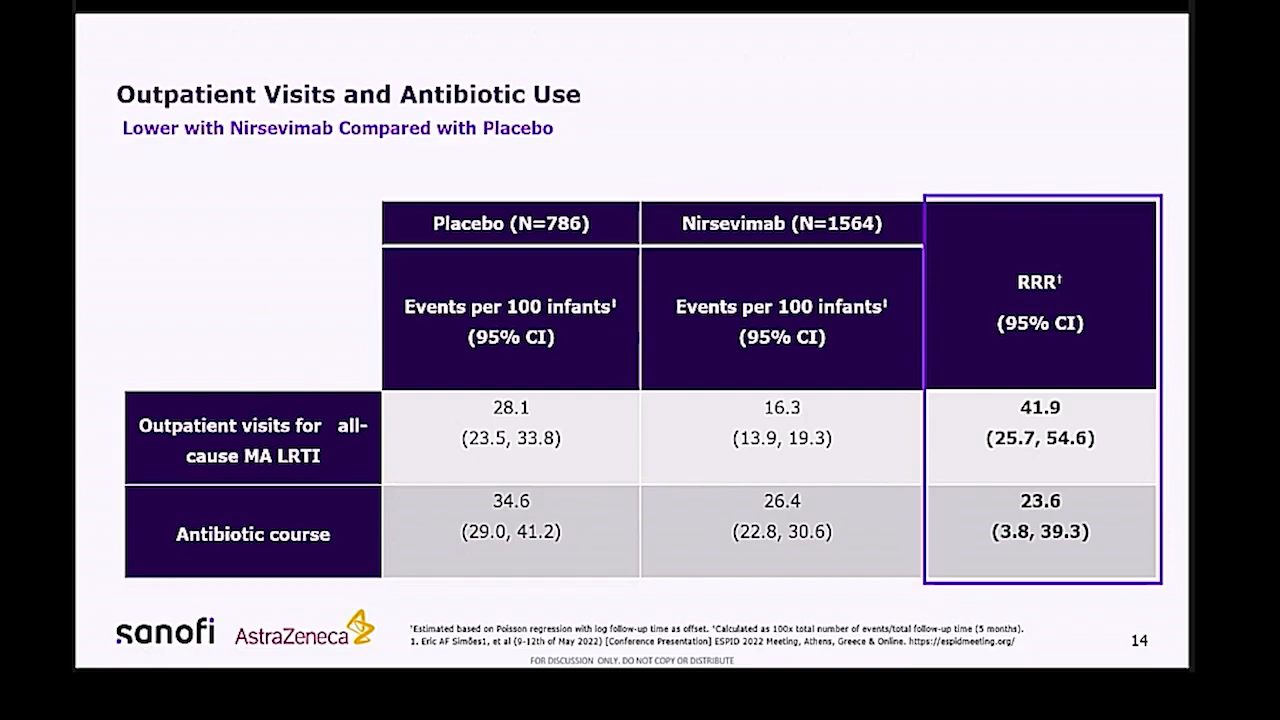 Outpatient Visits and Antibiotic Use
Lower with Nirsevimab Compared with Placebo
Placebo (N=786)
Nirsevimab (N=1564)
RRR†
(95% CI)
Events per 100 infants‡
(95% CI)
Events per 100 infants‡
(95% CI)
Outpatient visits for all-
cause MA LRTI
28.1
(23.5, 33.8)
16.3
(13.9, 19.3)
41.9
(25.7, 54.6)
Antibiotic course
34.6
(29.0, 41.2)
26.4
(22.8, 30.6)
23.6
(3.8, 39.3)
sanofi
AstraZeneca
†Estimated based on Poisson regression with log follow-up time as offset. ‡Calculated as 100x total number of events/total follow-up time (5 months).
1. Eric AF Simões1, et al (9-12th of May 2022) [Conference Presentation] ESPID 2022 Meeting, Athens, Greece & Online. https://espidmeeting.org/
14
FOR DISCUSSION ONLY. DO NOT COPY OR DISTRIBUTE